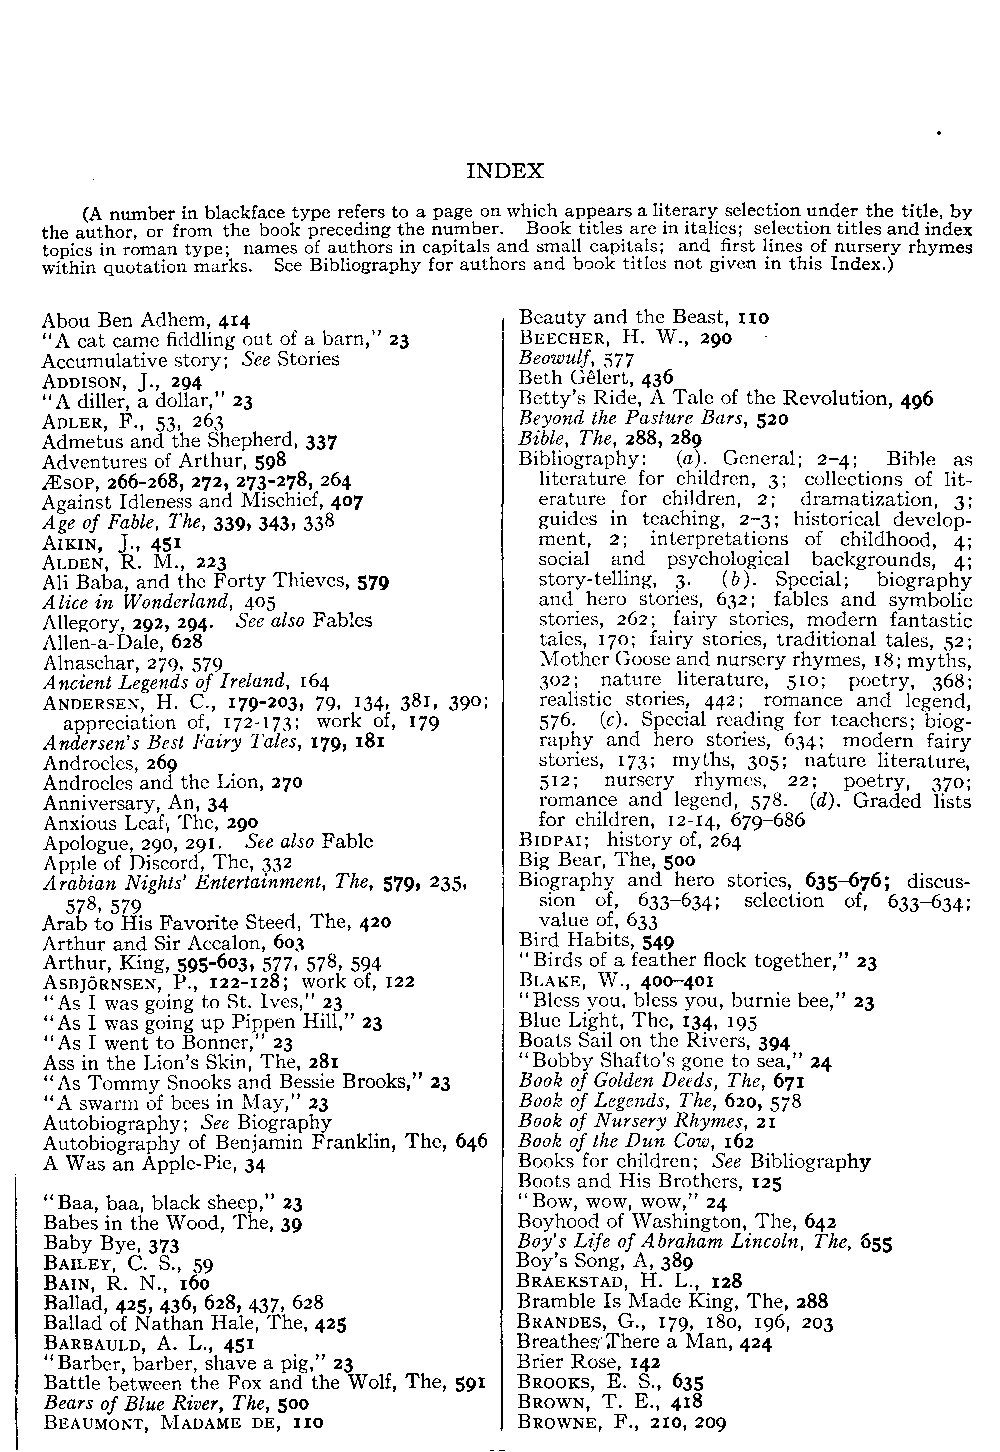 INDEX
(A number in blackface type refers to a page on which appears a literary selection under the title, by
the author, or from the book preceding the number. Book titles are in italics; selection titles and index
topics in roman type; names of authors in capitals and small capitals; and first lines of nursery rhymes
within quotation marks. See Bibliography for authors and book titles not given in this Index.)
Abou Ben Adhem, 414
"A cat came fiddling out of a barn," 23
Accumulative story; See Stories
ADDISON, J., 294
"A diller, a dollar," 23
ADLER, F., 53, 263
Admetus and the Shepherd, 337
Adventures of Arthur, 598
ÆSOP, 266-268, 272, 273-278, 264
Against Idleness and Mischief, 407
Age of Fable, The, 339, 343, 338
AIKIN, J., 451
ALDEN, R. M., 223
Ali Baba, and the Forty Thieves, 579
Alice in Wonderland, 405
Allegory, 292, 294. See also Fables
Allen-a-Dale, 628
Alnaschar, 279, 579
Ancient Legends of Ireland, 164
ANDERSEN, H. C., 179-203, 79, 134, 381, 390;
appreciation of, 172-173; work of, 179
Andersen's Best Fairy Tales, 179, 181
Androcles, 269
Androcles and the Lion, 270
Anniversary, An, 34
Anxious Leaf, The, 290
Apologue, 290, 291. See also Fable
Apple of Discord, The, 332
Arabian Nights' Entertainment, The, 579, 235,
578, 579
Arab to His Favorite Steed, The, 420
Arthur and Sir Accalon, 603
Arthur, King, 595-603, 577, 578, 594
ASBJÖRNSEN, P., 122-128; work of, 122
"As I was going to St. Ives," 23
"As I was going up Pippen Hill," 23
"As I went to Bonner," 23
Ass in the Lion's Skin, The, 281
"As Tommy Snooks and Bessie Brooks," 23
"A swarm of bees in May," 23
Autobiography; See Biography
Autobiography of Benjamin Franklin, The, 646
A Was an Apple-Pie, 34
"Baa, baa, black sheep," 23
Babes in the Wood, The, 39
Baby Bye, 373
BAILEY, C. S., 59
BAIN, R. N., 160
Ballad, 425, 436, 628, 437, 628
Ballad of Nathan Hale, The, 425
BARBAULD, A. L., 451
"Barber, barber, shave a pig," 23
Battle between the Fox and the Wolf, The, 591
Bears of Blue River, The, 500
BEAUMONT, MADAME DE, 110
Beauty and the Beast, 110
BEECHER, H. W., 290
Beowulf, 577
Beth Gêlert, 436
Betty's Ride, A Tale of the Revolution, 496
Beyond the Pasture Bars, 520
Bible, The, 288, 289
Bibliography: (a). General; 2-4; Bible as
literature for children, 3; collections of lit-
erature for children, 2; dramatization, 3;
guides in teaching, 2-3; historical develop-
ment, 2; interpretations of childhood, 4;
social and psychological backgrounds, 4;
story-telling, 3. (b). Special; biography
and hero stories, 632; fables and symbolic
stories, 262; fairy stories, modern fantastic
tales, 170; fairy stories, traditional tales, 52;
Mother Goose and nursery rhymes, 18; myths,
302; nature literature, 510; poetry, 368;
realistic stories, 442; romance and legend,
576. (c). Special reading for teachers; biog-
raphy and hero stories, 634; modern fairy
stories, 173; myths, 305; nature literature,
512; nursery rhymes, 22; poetry, 370;
romance and legend, 578. (d). Graded lists
for children, 12-14, 679-686
BIDPAI; history of, 264
Big Bear, The, 500
Biography and hero stories, 635-676; discus-
sion of, 633-634; selection of, 633-634;
value of, 633
Bird Habits, 549
"Birds of a feather flock together," 23
BLAKE, W., 400-401
"Bless you, bless you, burnie bee," 23
Blue Light, The, 134, 195
Boats Sail on the Rivers, 394
"Bobby Shafto's gone to sea," 24
Book of Golden Deeds, The, 671
Book of Legends, The, 620, 578
Book of Nursery Rhymes, 21
Book of the Dun Cow, 162
Books for children; See Bibliography
Boots and His Brothers, 125
"Bow, wow, wow," 24
Boyhood of Washington, The, 642
Boy's Life of Abraham Lincoln, The, 655
Boy's Song, A, 389
BRAEKSTAD, H. L., 128
Bramble Is Made King, The, 288
BRANDES, G., 179, 180, 196, 203
Breathes There a Man, 424
Brier Rose, 142
BROOKS, E. S., 635
BROWN, T. E., 418
BROWNE, F., 210, 209